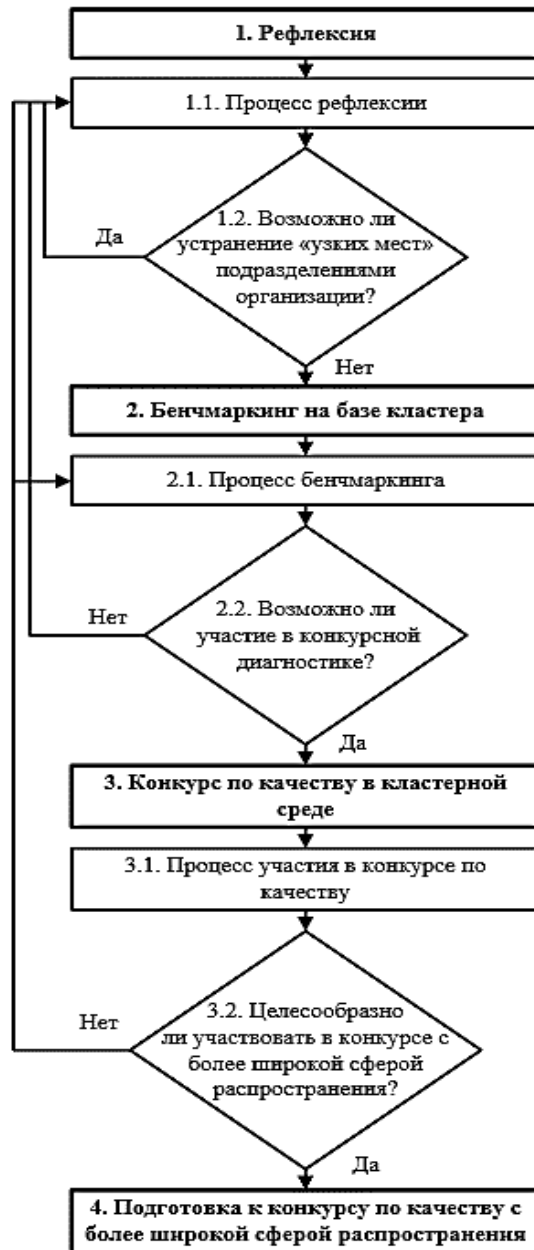 1. Рефлексия
1.1. Процесс рефлексии
1.2. Возможно ли
устранение «узких мест»
подразделениями
организации?
Да
Нет
2. Бенчмаркинг на базе кластера
2.1. Процесс бенчмаркинга
2.2. Возможно ли
участие в конкурсной
диагностике?
Нет
Да
3. Конкурс по качеству в кластерной
среде
3.1. Процесс участия в конкурсе по
качеству
3.2. Целесообразно
ли участвовать в конкурсе с
более широкой сферой
распространения?
Нет
Да
4. Подготовка к конкурсу по качеству с
более широкой сферой распространения